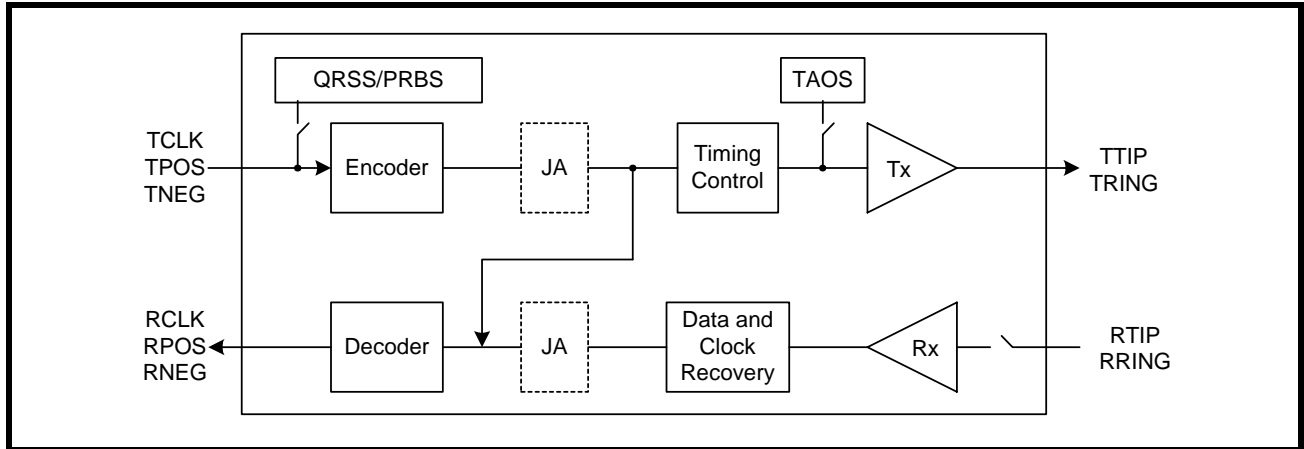 QRSS/PRBS
TAOS
TCLK
TPOS
TNEG
Encoder
JA
Timing
Control
Tx
TTIP
TRING
RCLK
RPOS
RNEG
Decoder
JA
Data and
Clock
Recovery
Rx
RTIP
RRING